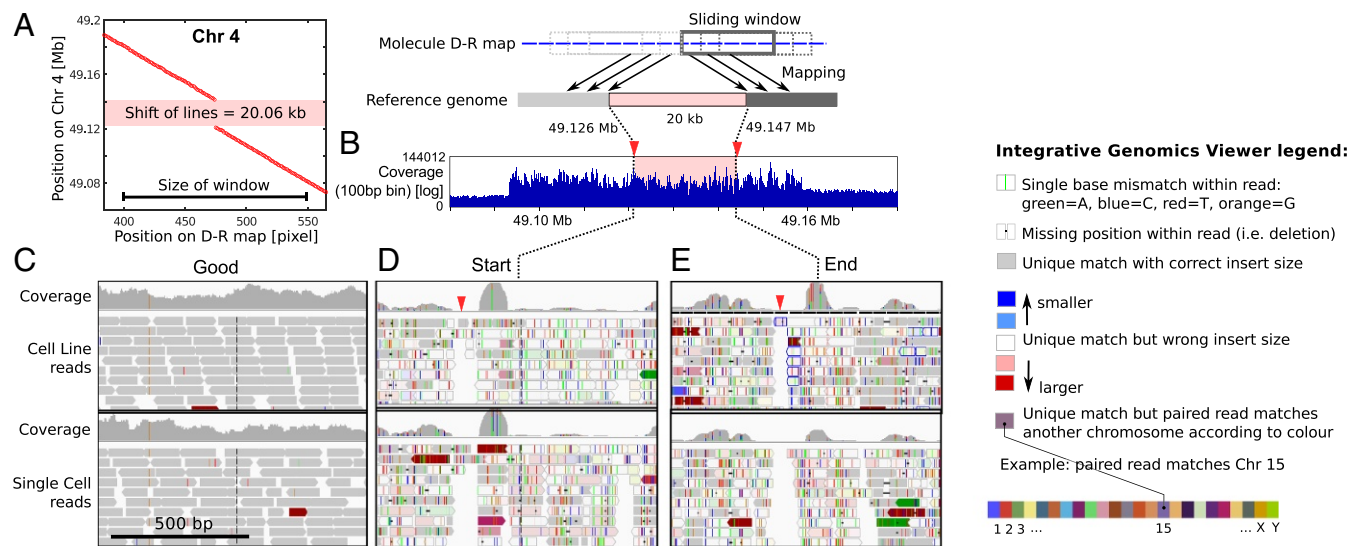 A
Position on Chr 4 [Mb]
49.2
49.16
49.12
49.08
Chr 4
Shift of lines = 20.06 kb
Size of window
400
450
500
550
Position on D-R map [pixel]
Sliding window
Molecule D-R map
Mapping
Reference genome
20 kb
49.126 Mb
49.147 Mb
B
144012
Coverage
(100bp bin) [log]
0
49.10 Mb
49.16 Mb
C
Good
D
Start
E
End
Coverage
Cell Line
reads
Coverage
Single Cell
reads
500 bp
Integrative Genomics Viewer legend:
Single base mismatch within read:
green=A, blue=C, red=T, orange=G
Missing position within read (i.e. deletion)
Unique match with correct insert size
smaller
Unique match but wrong insert size
larger
Unique match but paired read matches
another chromosome according to colour
Example: paired read matches Chr 15
1 2 3 ... 15 ... X Y